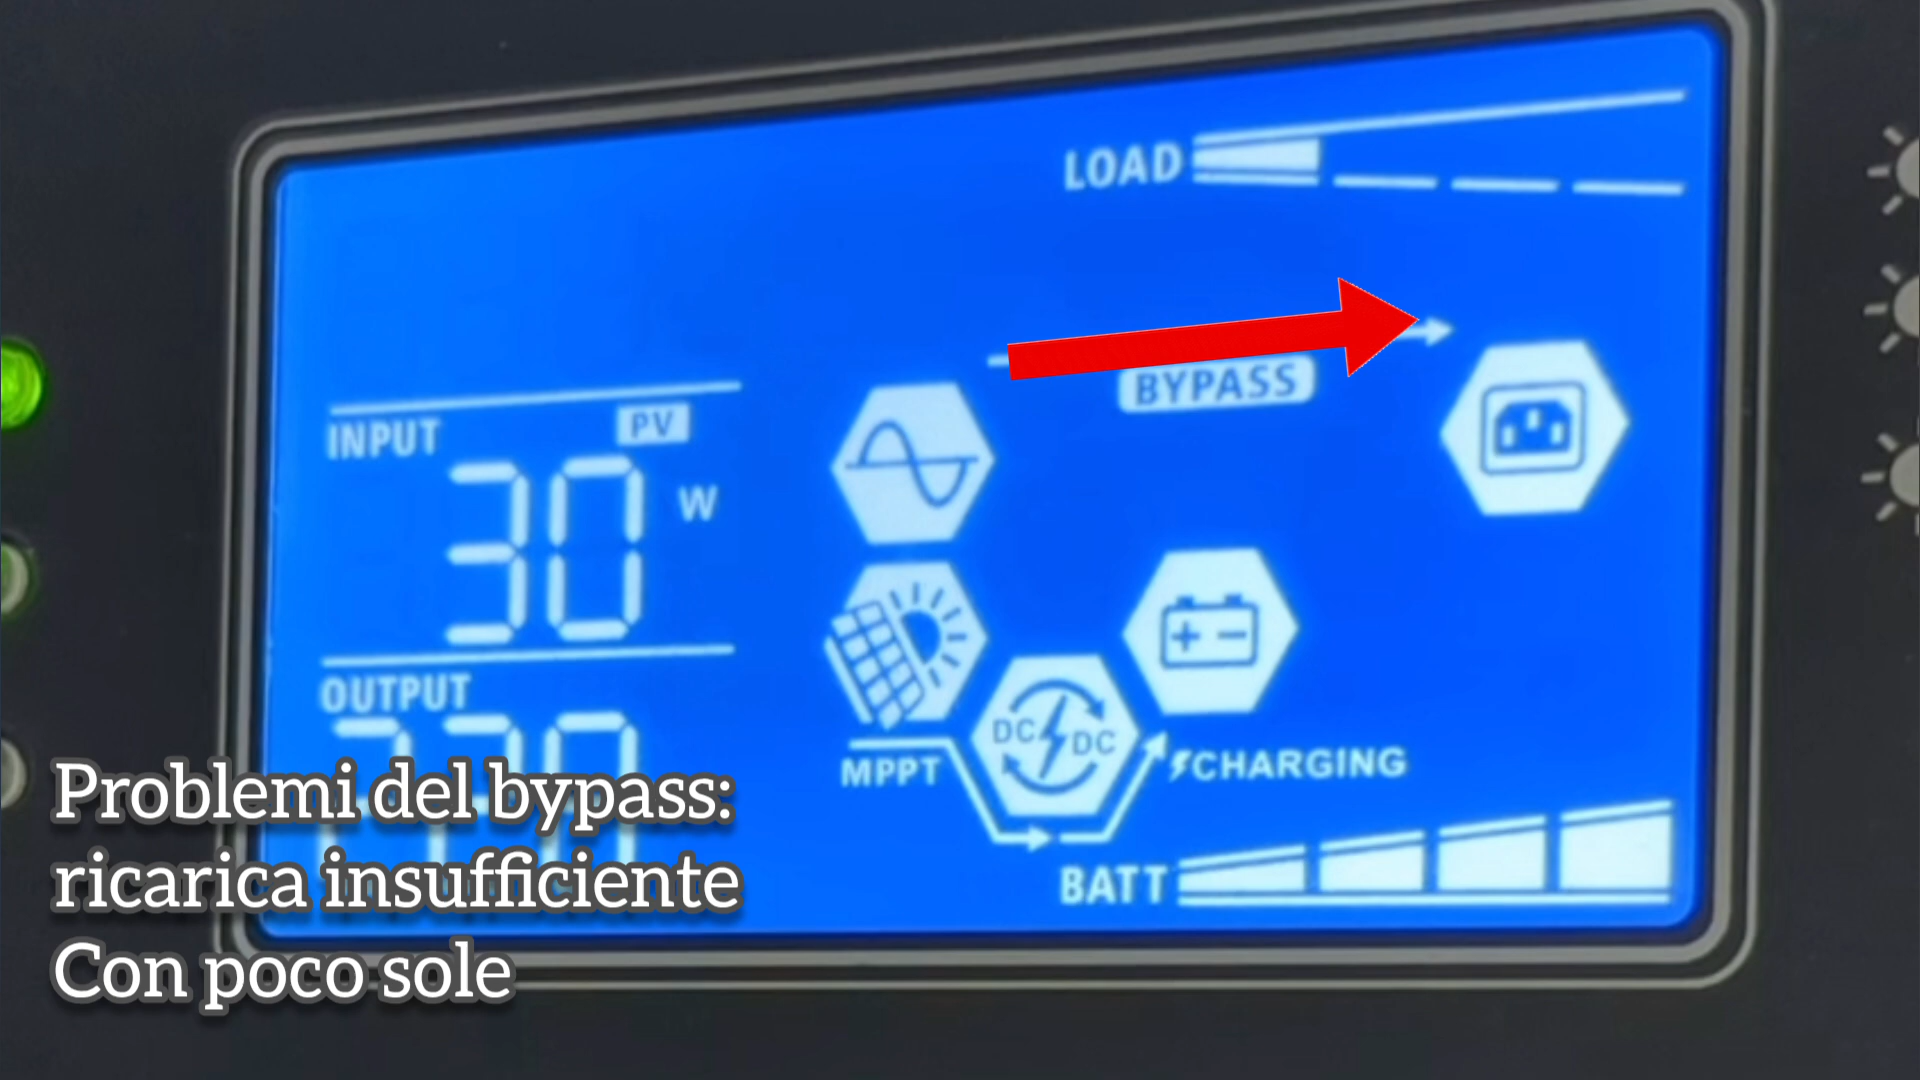 LOAD
BYPASS
INPUT PV
30 W
OUTPUT
MPPT
DC DC
CHARGING
BATT
Problemi del bypass:
ricarica insufficiente
Con poco sole